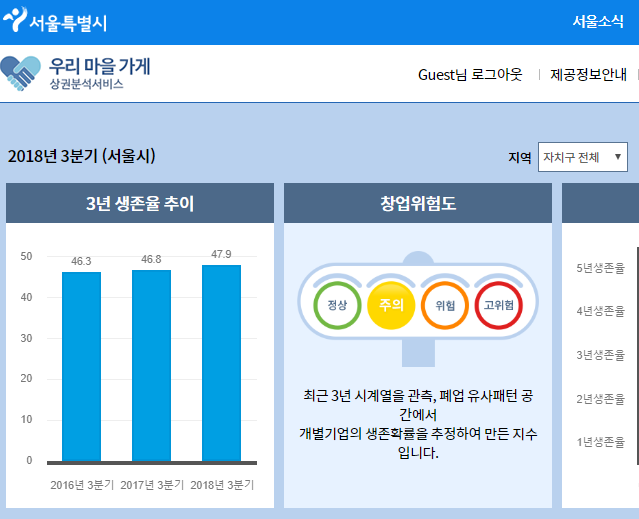 서울특별시
서울소식
우리 마을 가게
상권분석서비스
Guest님 로그아웃
제공정보안내
2018년 3분기 (서울시)
지역
자치구 전체
3년 생존율 추이
50
40
30
20
10
0
46.3
46.8
47.9
2016년 3분기
2017년 3분기
2018년 3분기
창업위험도
정상
주의
위험
고위험
최근 3년 시계열을 관측, 폐업 유사패턴 공
간에서
개별기업의 생존확률을 추정하여 만든 지수
입니다.
5년생존율
4년생존율
3년생존율
2년생존율
1년생존율